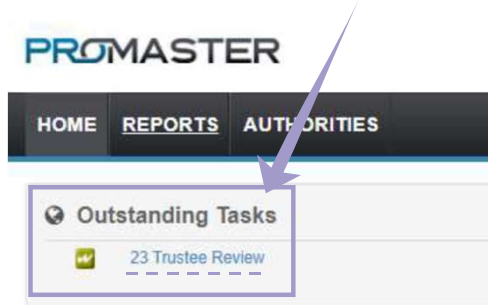 PROMASTER
HOME REPORTS AUTHORITIES
Outstanding Tasks
23 Trustee Review